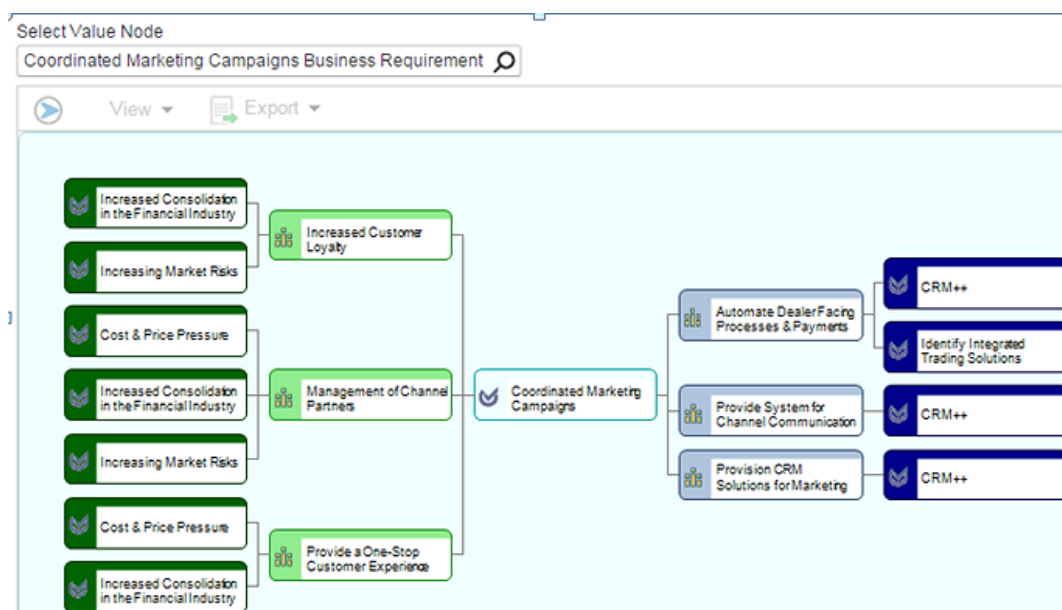 Select Value Node
Coordinated Marketing Campaigns Business Requirement
View
Export
Increased Consolidation
in the Financial Industry
Increasing Market Risks
Cost & Price Pressure
Increased Consolidation
in the Financial Industry
Increasing Market Risks
Cost & Price Pressure
Increased Consolidation
in the Financial Industry
Increased Customer
Loyalty
Management of Channel
Partners
Provide a One-Stop
Customer Experience
Coordinated Marketing
Campaigns
Automate Dealer Facing
Processes & Payments
Provide System for
Channel Communication
Provision CRM
Solutions for Marketing
CRM++
Identify Integrated
Trading Solutions
CRM++
CRM++